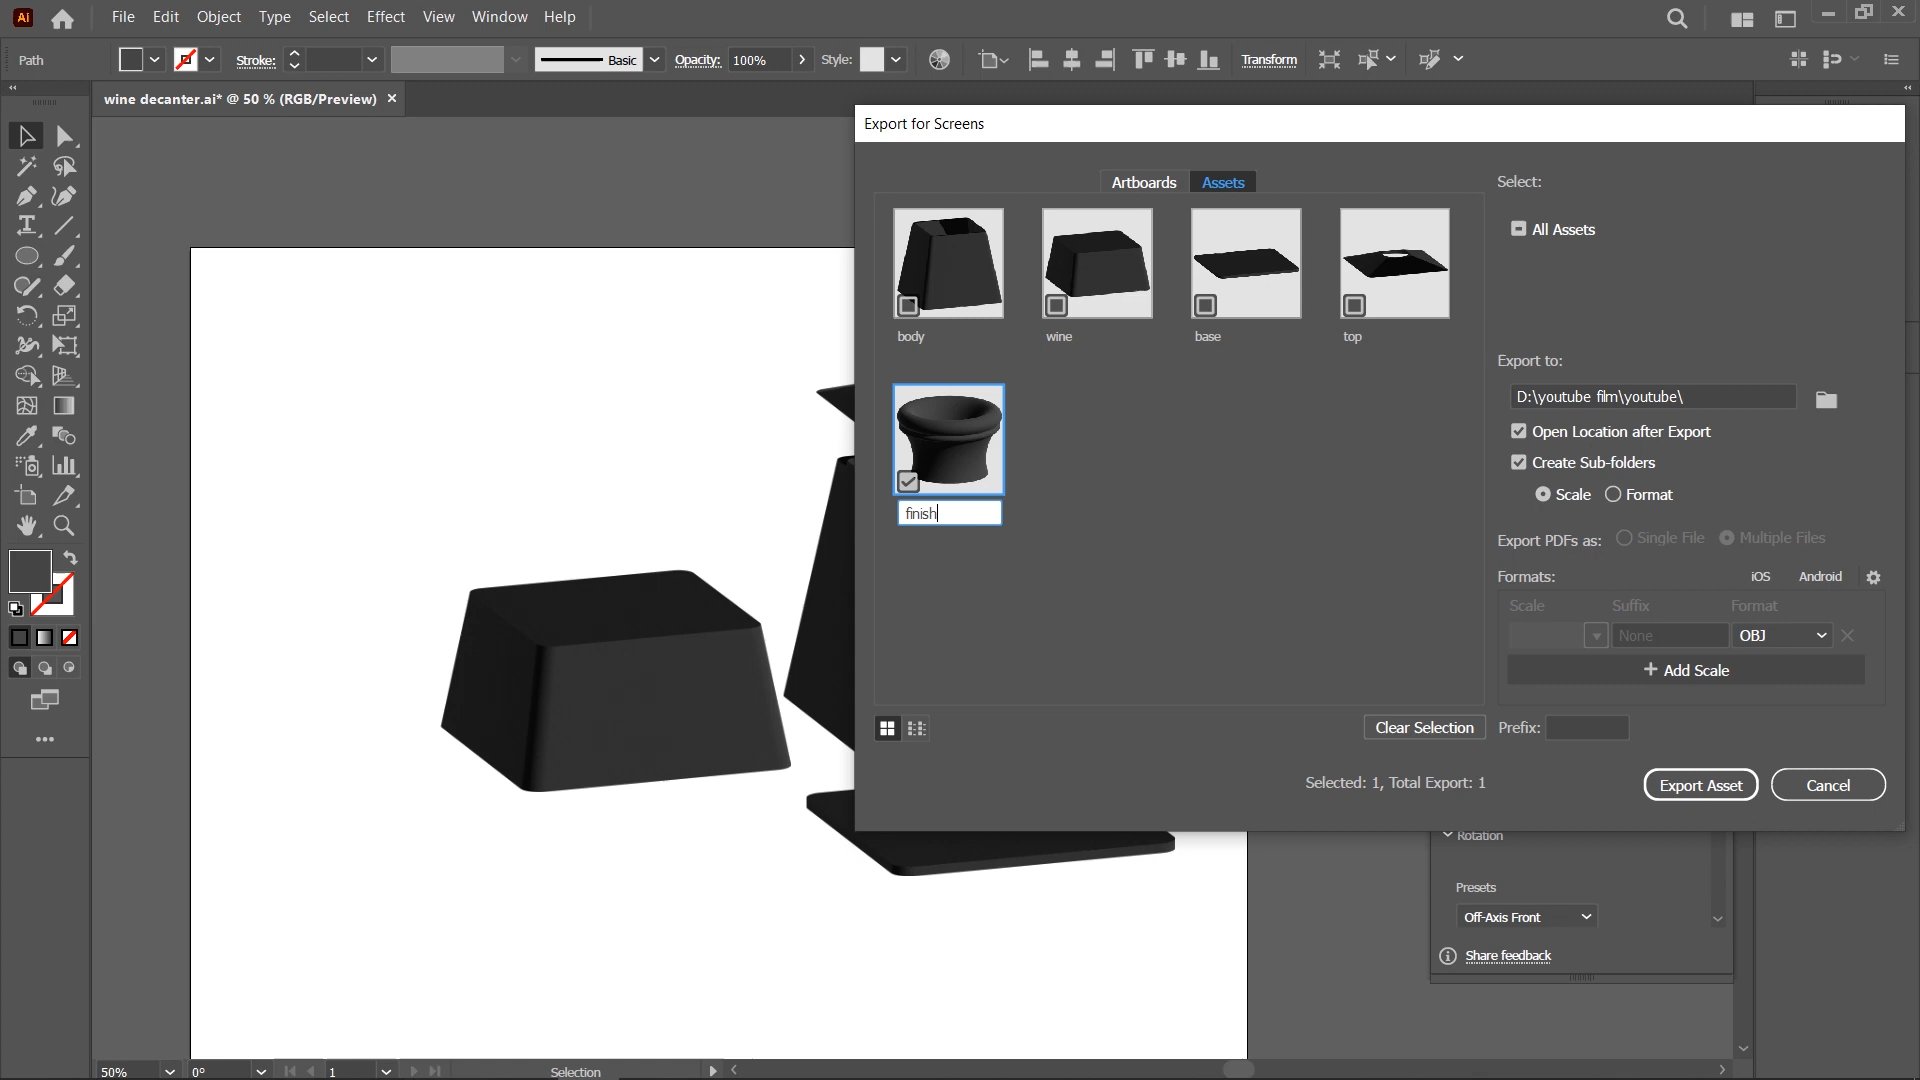 Ai File Edit Object Type Select Effect View Window Help
Path Stroke: Basic Opacity: 100% Style: Transform
wine decanter.ai* @ 50 % (RGB/Preview)
Export for Screens
Artboards Assets
Select:
All Assets
body wine base top
Export to:
D:\youtube film\youtube\
Open Location after Export
Create Sub-folders
Scale Format
finish
Export PDFs as: Single File Multiple Files
Formats: iOS Android
Scale Suffix Format
None OBJ
+ Add Scale
Clear Selection Prefix:
Selected: 1, Total Export: 1
Export Asset Cancel
Rotation
Presets
Off-Axis Front
Share feedback
50% 0° 1 Selection